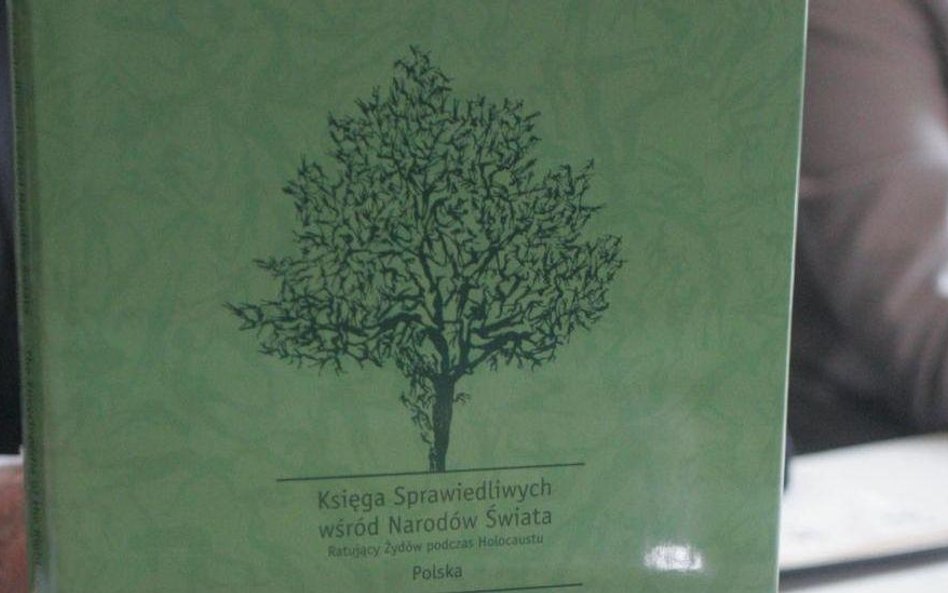 Księga Sprawiedliwych
wśród Narodów Świata
Ratujący Żydów podczas Holocaustu
Polska